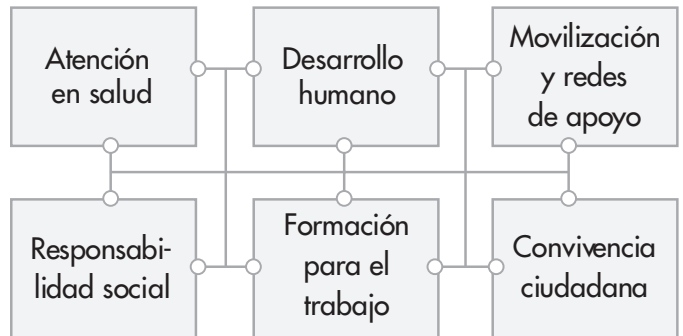 Atención
en salud
Desarrollo
humano
Movilización
y redes
de apoyo
Responsabi-
lidad social
Formación
para el
trabajo
Convivencia
ciudadana